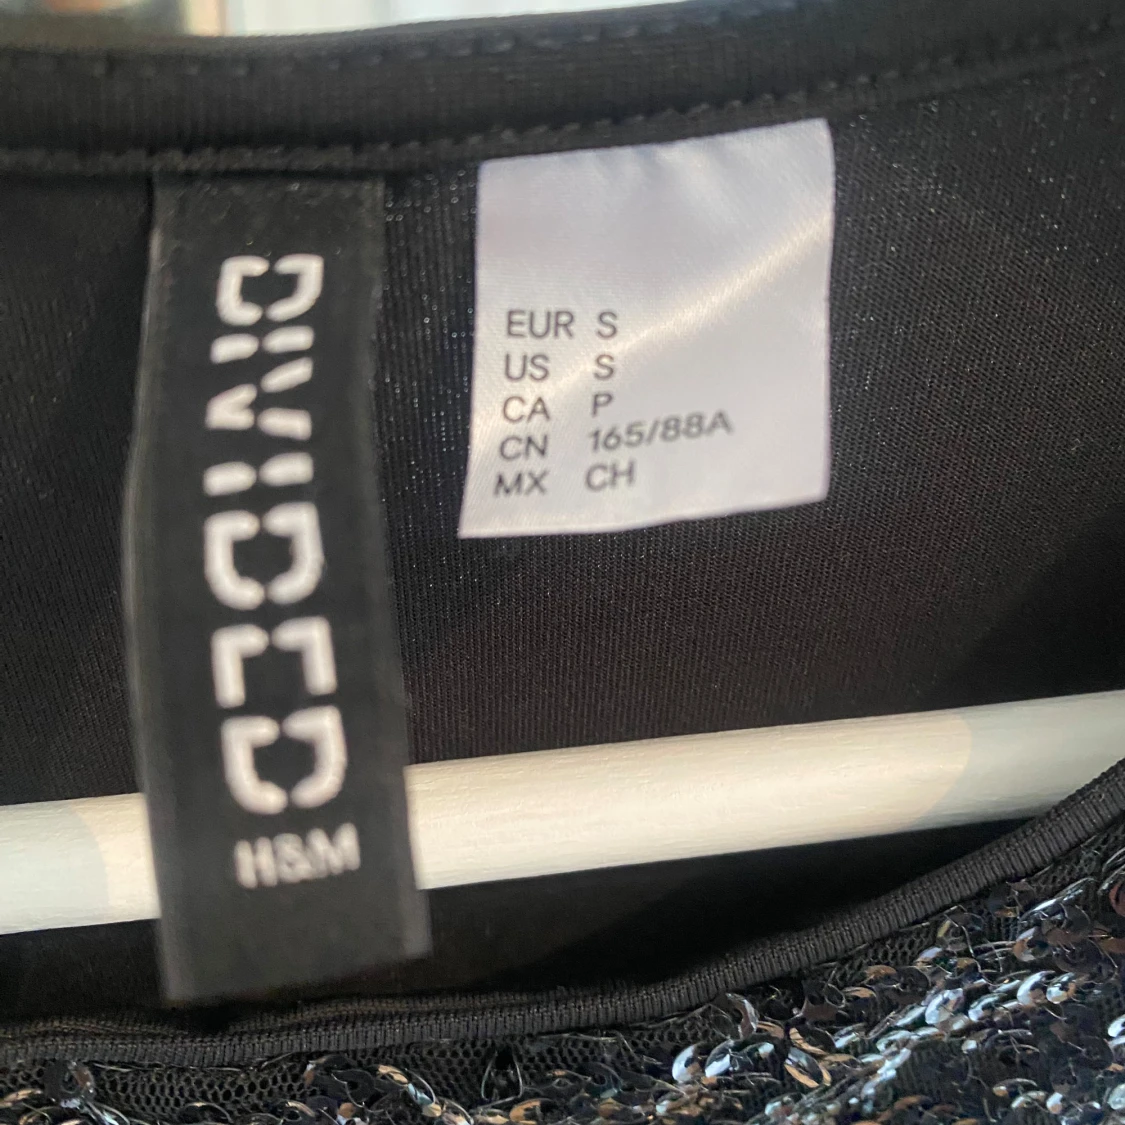 DIVIDED
H&M
EUR S
US S
CA P
CN 165/88A
MX CH